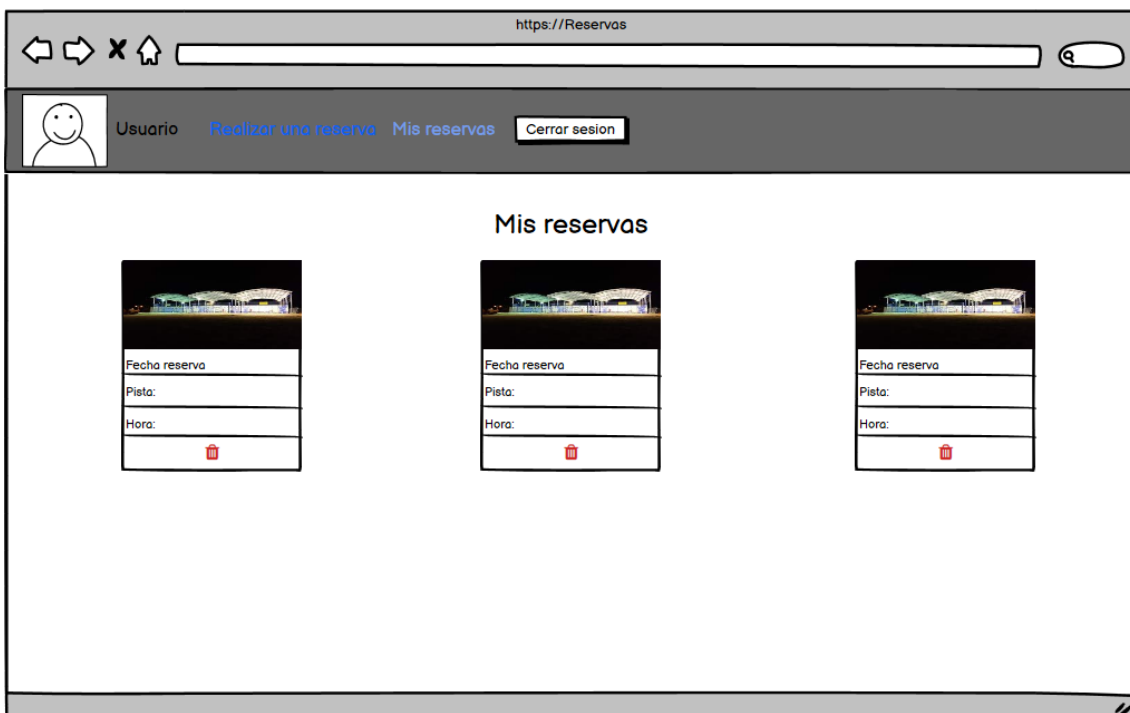 https://Reservas
Usuario Realizar una reserva Mis reservas Cerrar sesion
Mis reservas
Fecha reserva Fecha reserva Fecha reserva
Pista: Pista: Pista:
Hora: Hora: Hora: